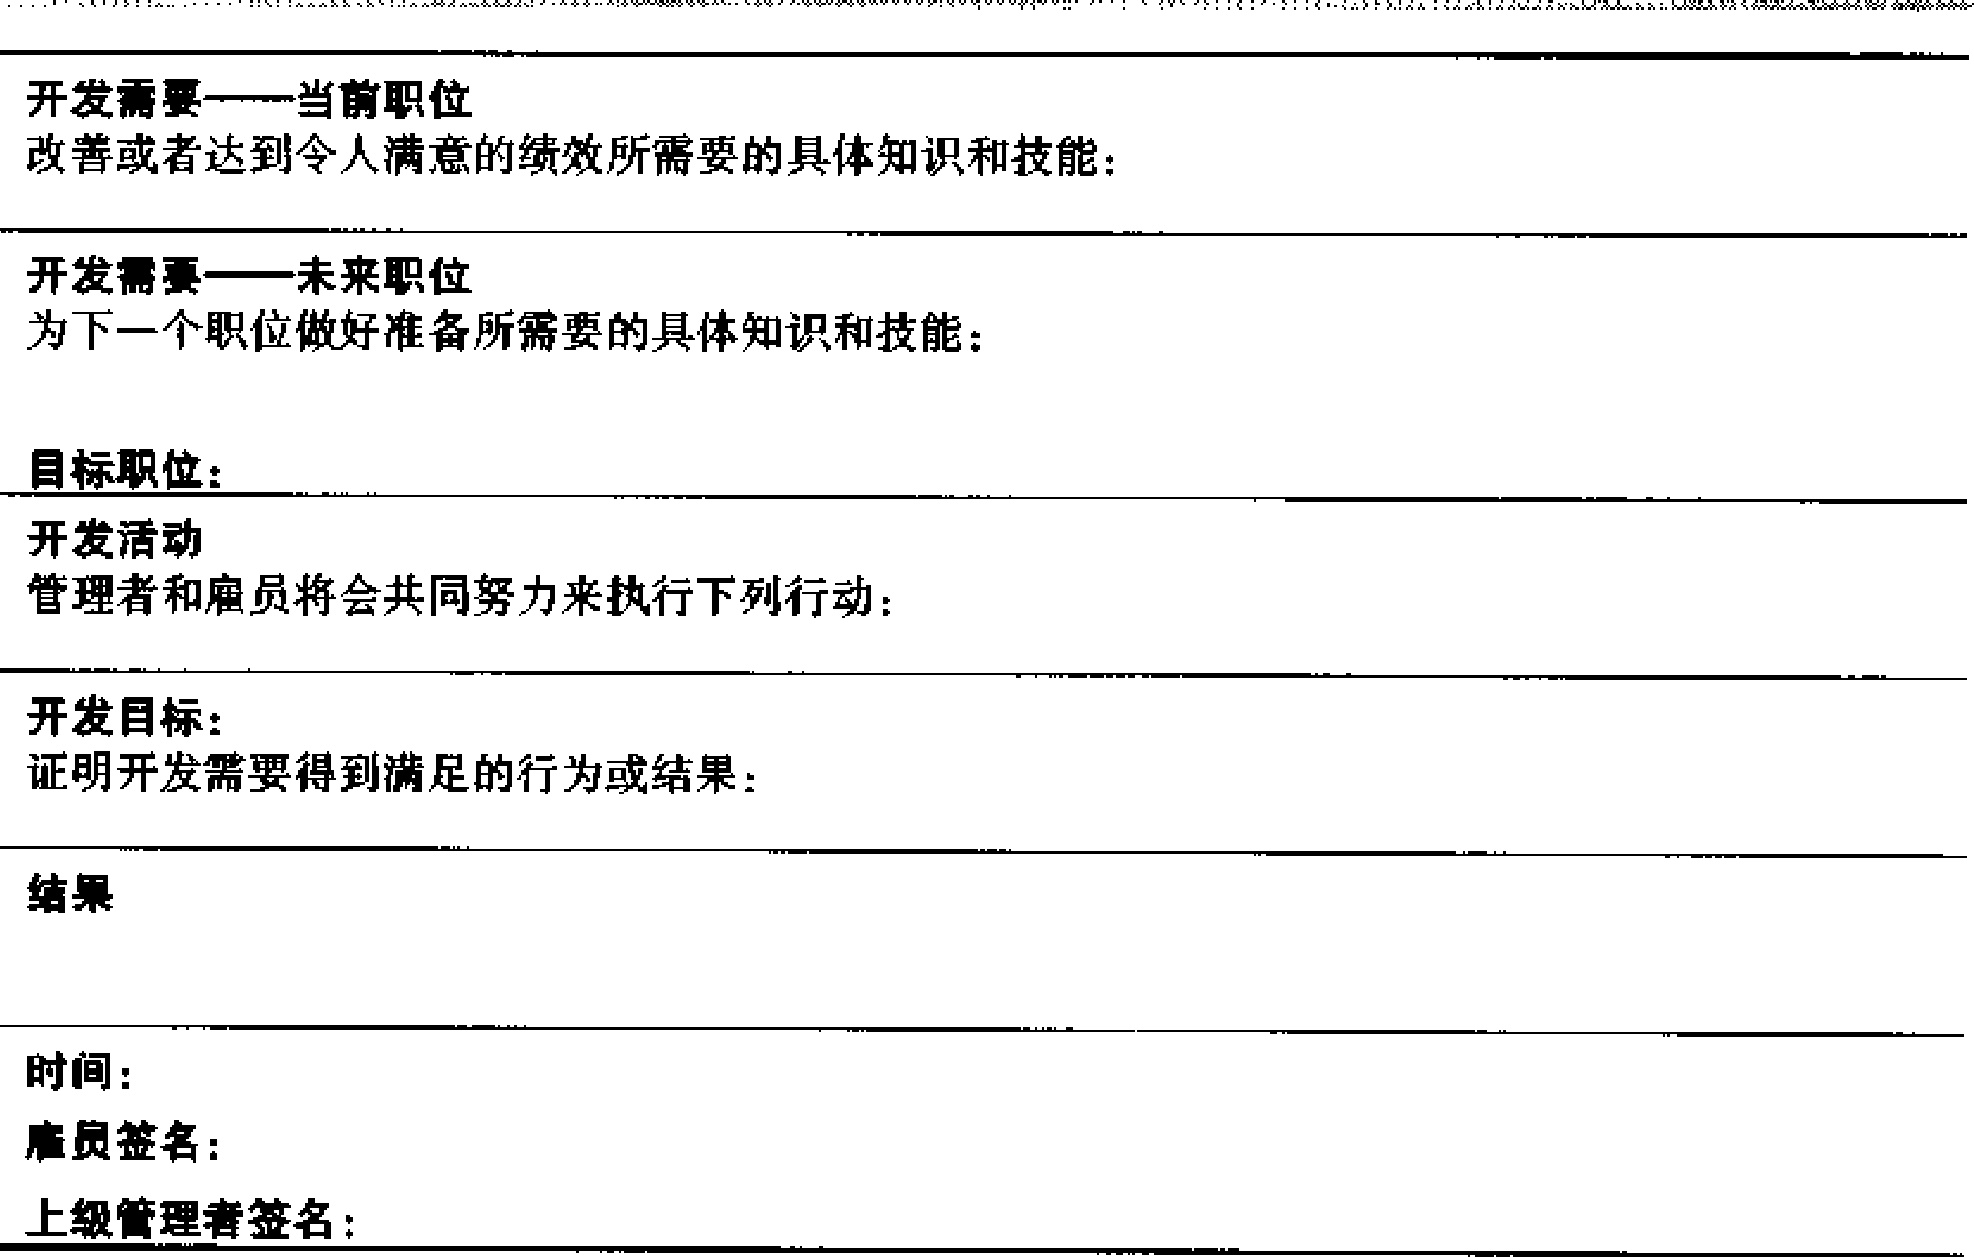 开发需要——当前职位
改善或者达到令人满意的绩效所需要的具体知识和技能：
开发需要——未来职位
为下一个职位做好准备所需要的具体知识和技能：
目标职位：
开发活动
管理者和雇员将会共同努力来执行下列行动：
开发目标：
证明开发需要得到满足的行为或结果：
结果
时间：
雇员签名：
上级管理者签名：